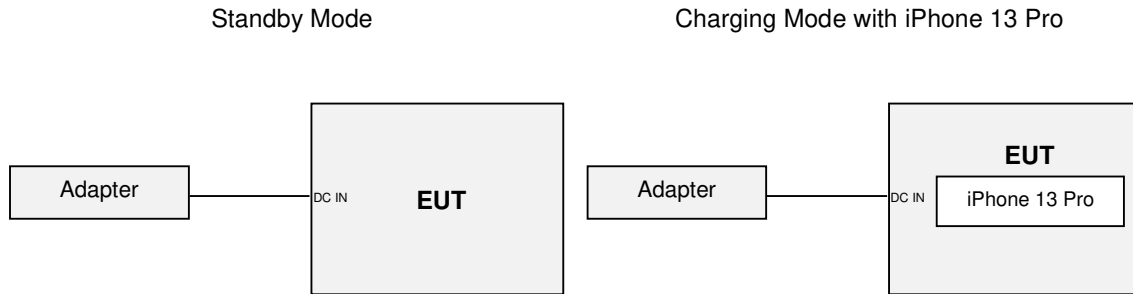 Standby Mode
Charging Mode with iPhone 13 Pro
Adapter
DC IN
EUT
Adapter
DC IN
EUT
iPhone 13 Pro